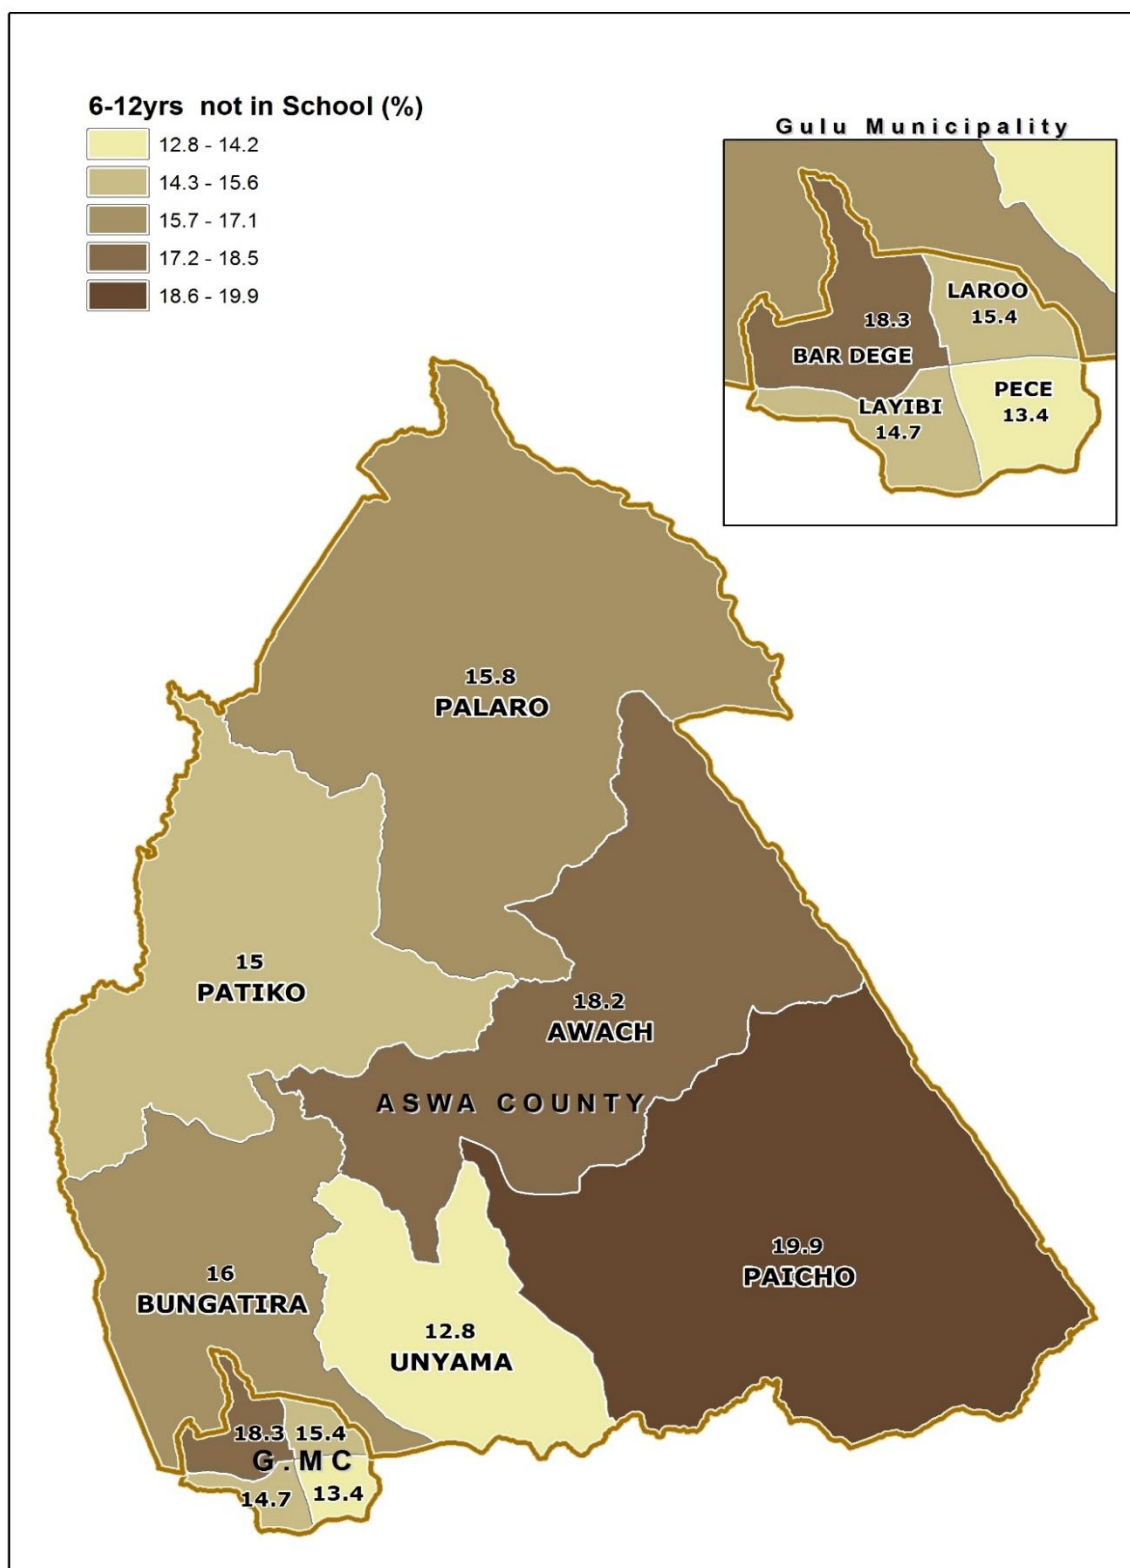 6-12yrs not in School (%)
12.8 - 14.2
14.3 - 15.6
15.7 - 17.1
17.2 - 18.5
18.6 - 19.9
Gulu Municipality
LAROO
15.4
18.3
BAR DEGE
PECE
13.4
LAYIBI
14.7
15.8
PALARO
15
PATIKO
18.2
AWACH
ASWA COUNTY
19.9
PAICHO
16
BUNGATIRA
12.8
UNYAMA
18.3 15.4
G.MC
14.7 13.4